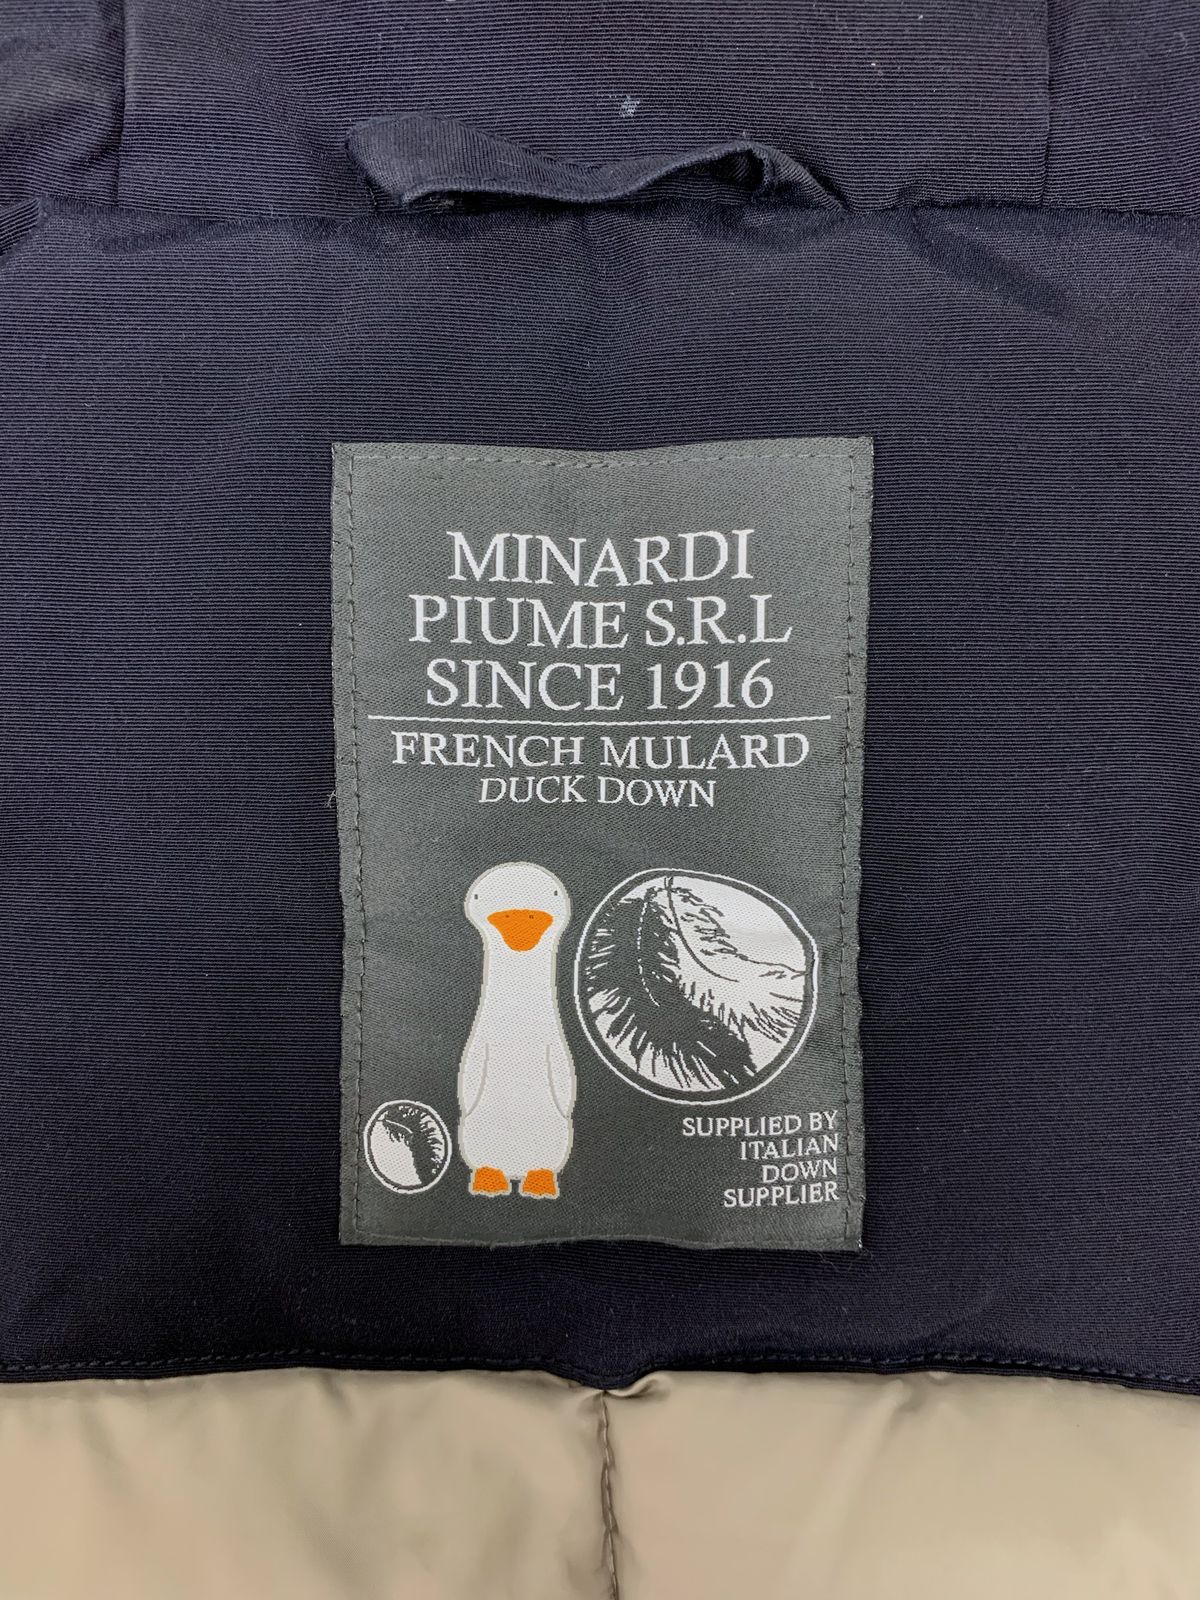 MINARDI
PIUME S.R.L
SINCE 1916
FRENCH MULARD
DUCK DOWN
SUPPLIED BY
ITALIAN
DOWN
SUPPLIER